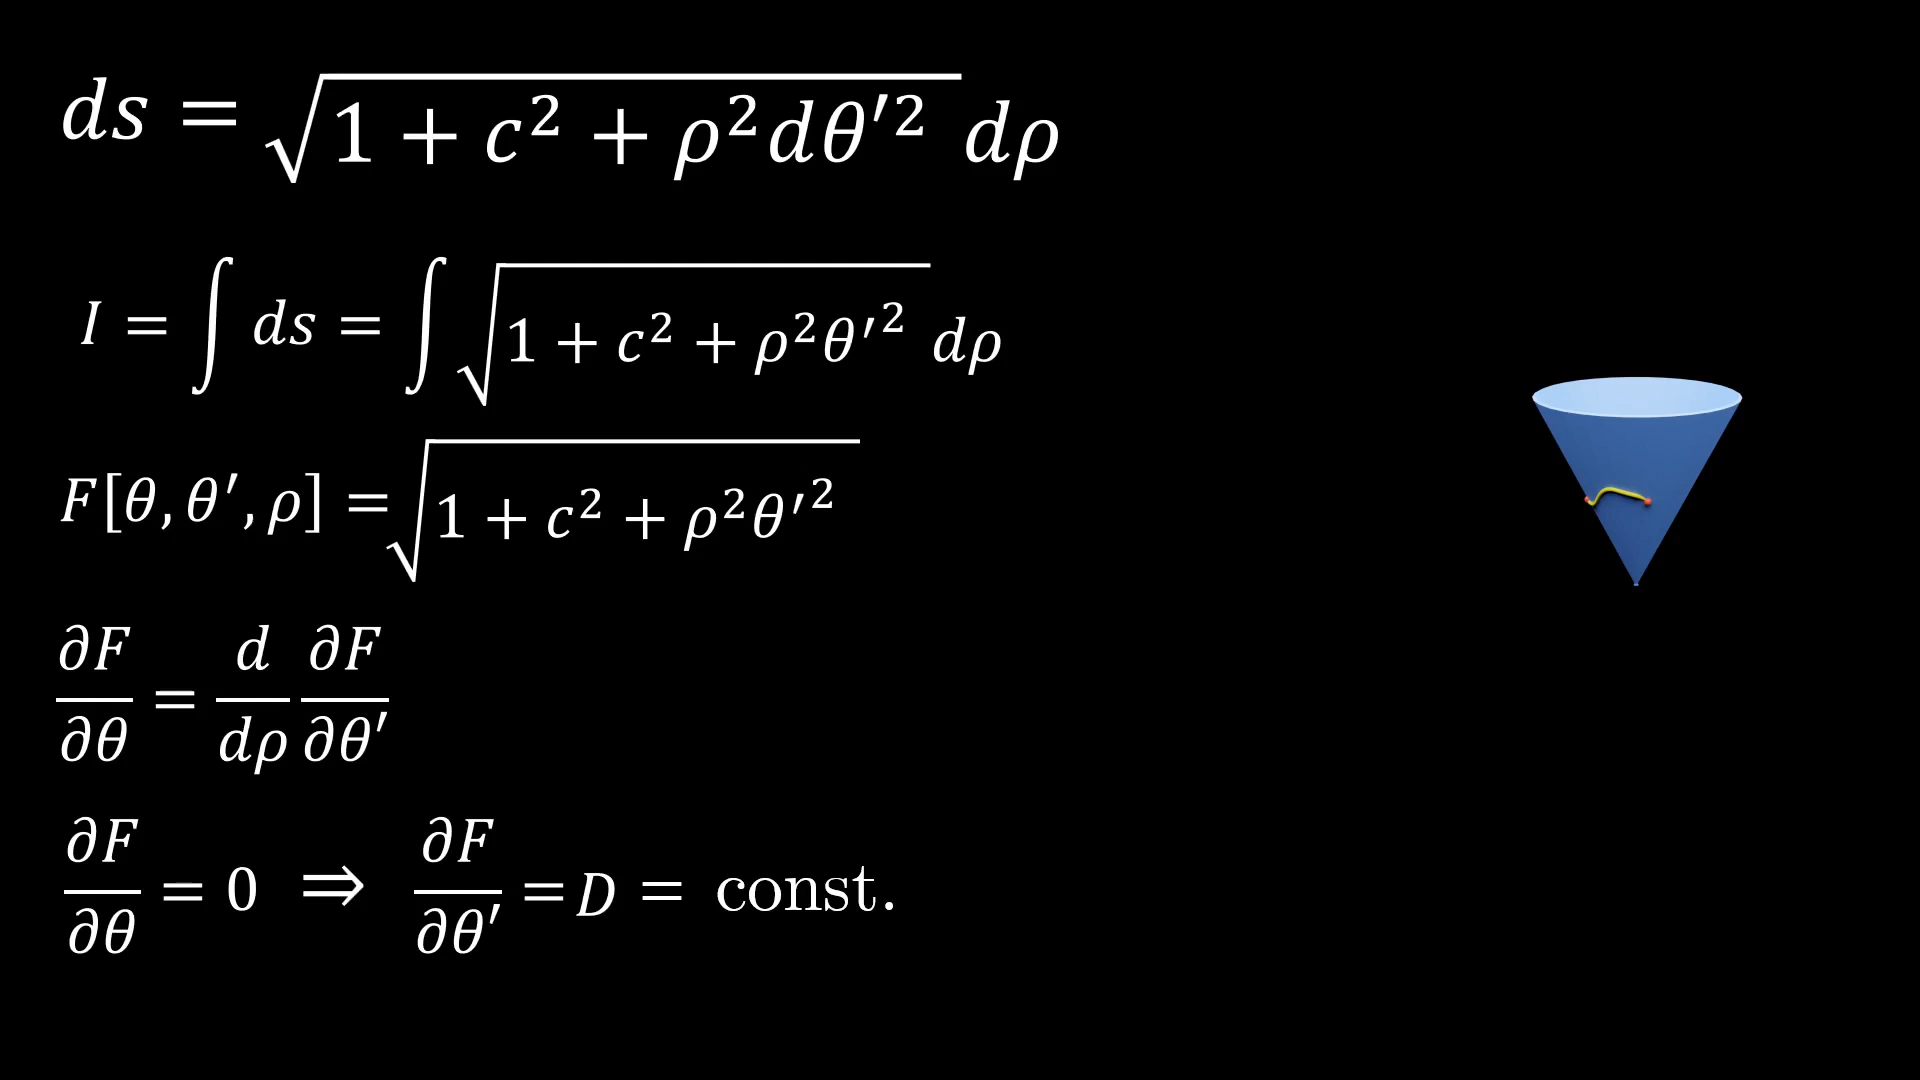 ds = √(1 + c² + ρ²dθ′²) dρ
I = ∫ ds = ∫ √(1 + c² + ρ²θ′²) dρ
F[θ, θ′, ρ] = √(1 + c² + ρ²θ′²)
∂F/∂θ = d/dρ ∂F/∂θ′
∂F/∂θ = 0 ⇒ ∂F/∂θ′ = D = const.